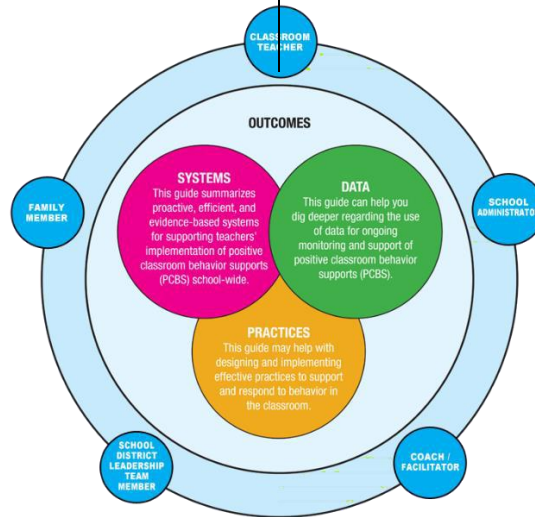 CLASSROOM
TEACHER
OUTCOMES
SYSTEMS
This guide summarizes
proactive, efficient, and
evidence-based systems
for supporting teachers'
implementation of positive
classroom behavior supports
(PCBS) school-wide.
DATA
This guide can help you
dig deeper regarding the use
of data for ongoing
monitoring and support of
positive classroom behavior
supports (PCBS).
FAMILY
MEMBER
SCHOOL
ADMINISTRATOR
PRACTICES
This guide may help with
designing and implementing
effective practices to support
and respond to behavior in
the classroom.
SCHOOL
DISTRICT
LEADERSHIP
TEAM
MEMBER
COACH /
FACILITATOR